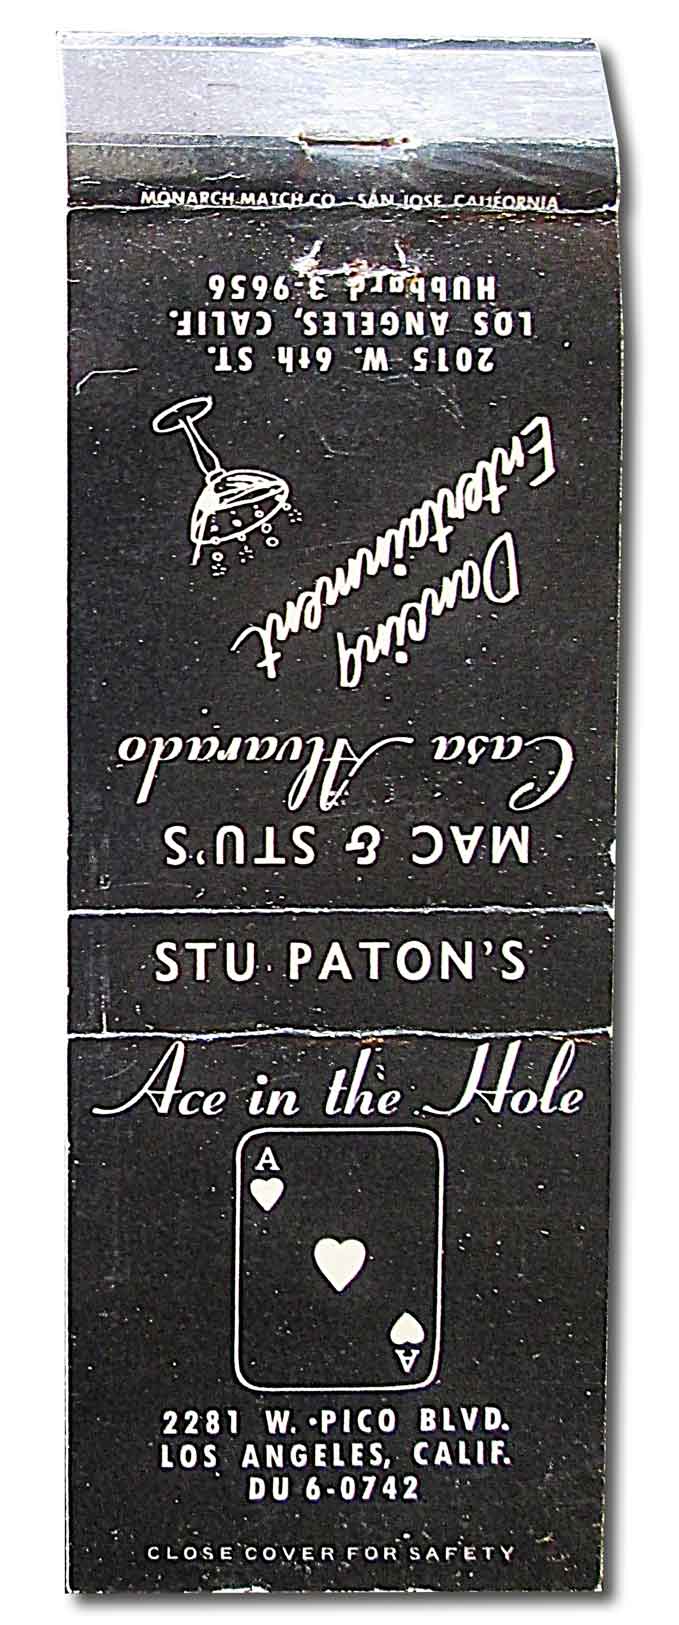 MONARCH MATCH CO. SAN JOSE, CALIFORNIA
MAC & STU'S
Casa Alvarado
Dancing
Entertainment
2015 W. 6th ST.
LOS ANGELES, CALIF.
HUbbard 3-9656
STU PATON'S
Ace in the Hole
A
A
2281 W. PICO BLVD.
LOS ANGELES, CALIF.
DU 6-0742
CLOSE COVER FOR SAFETY